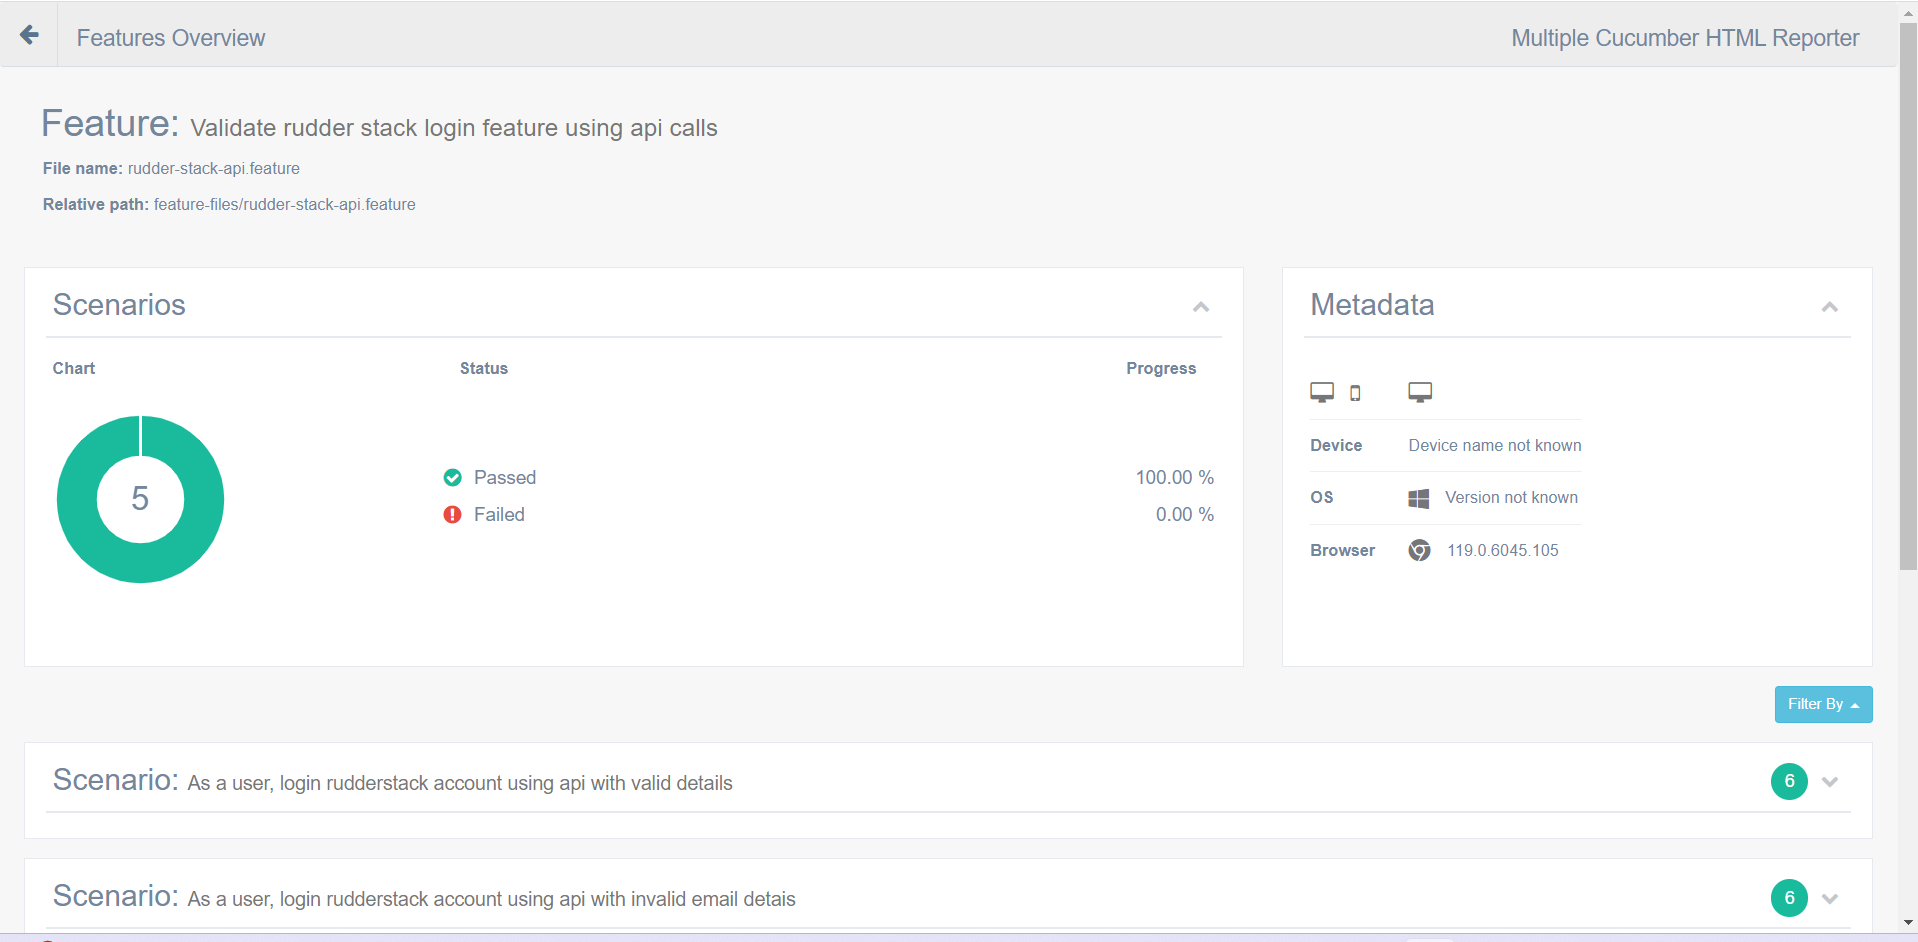 Features Overview
Multiple Cucumber HTML Reporter
Feature: Validate rudder stack login feature using api calls
File name: rudder-stack-api.feature
Relative path: feature-files/rudder-stack-api.feature
Scenarios
Chart Status Progress
5
Passed 100.00 %
Failed 0.00 %
Metadata
Device Device name not known
OS Version not known
Browser 119.0.6045.105
Filter By
Scenario: As a user, login rudderstack account using api with valid details 6
Scenario: As a user, login rudderstack account using api with invalid email detais 6